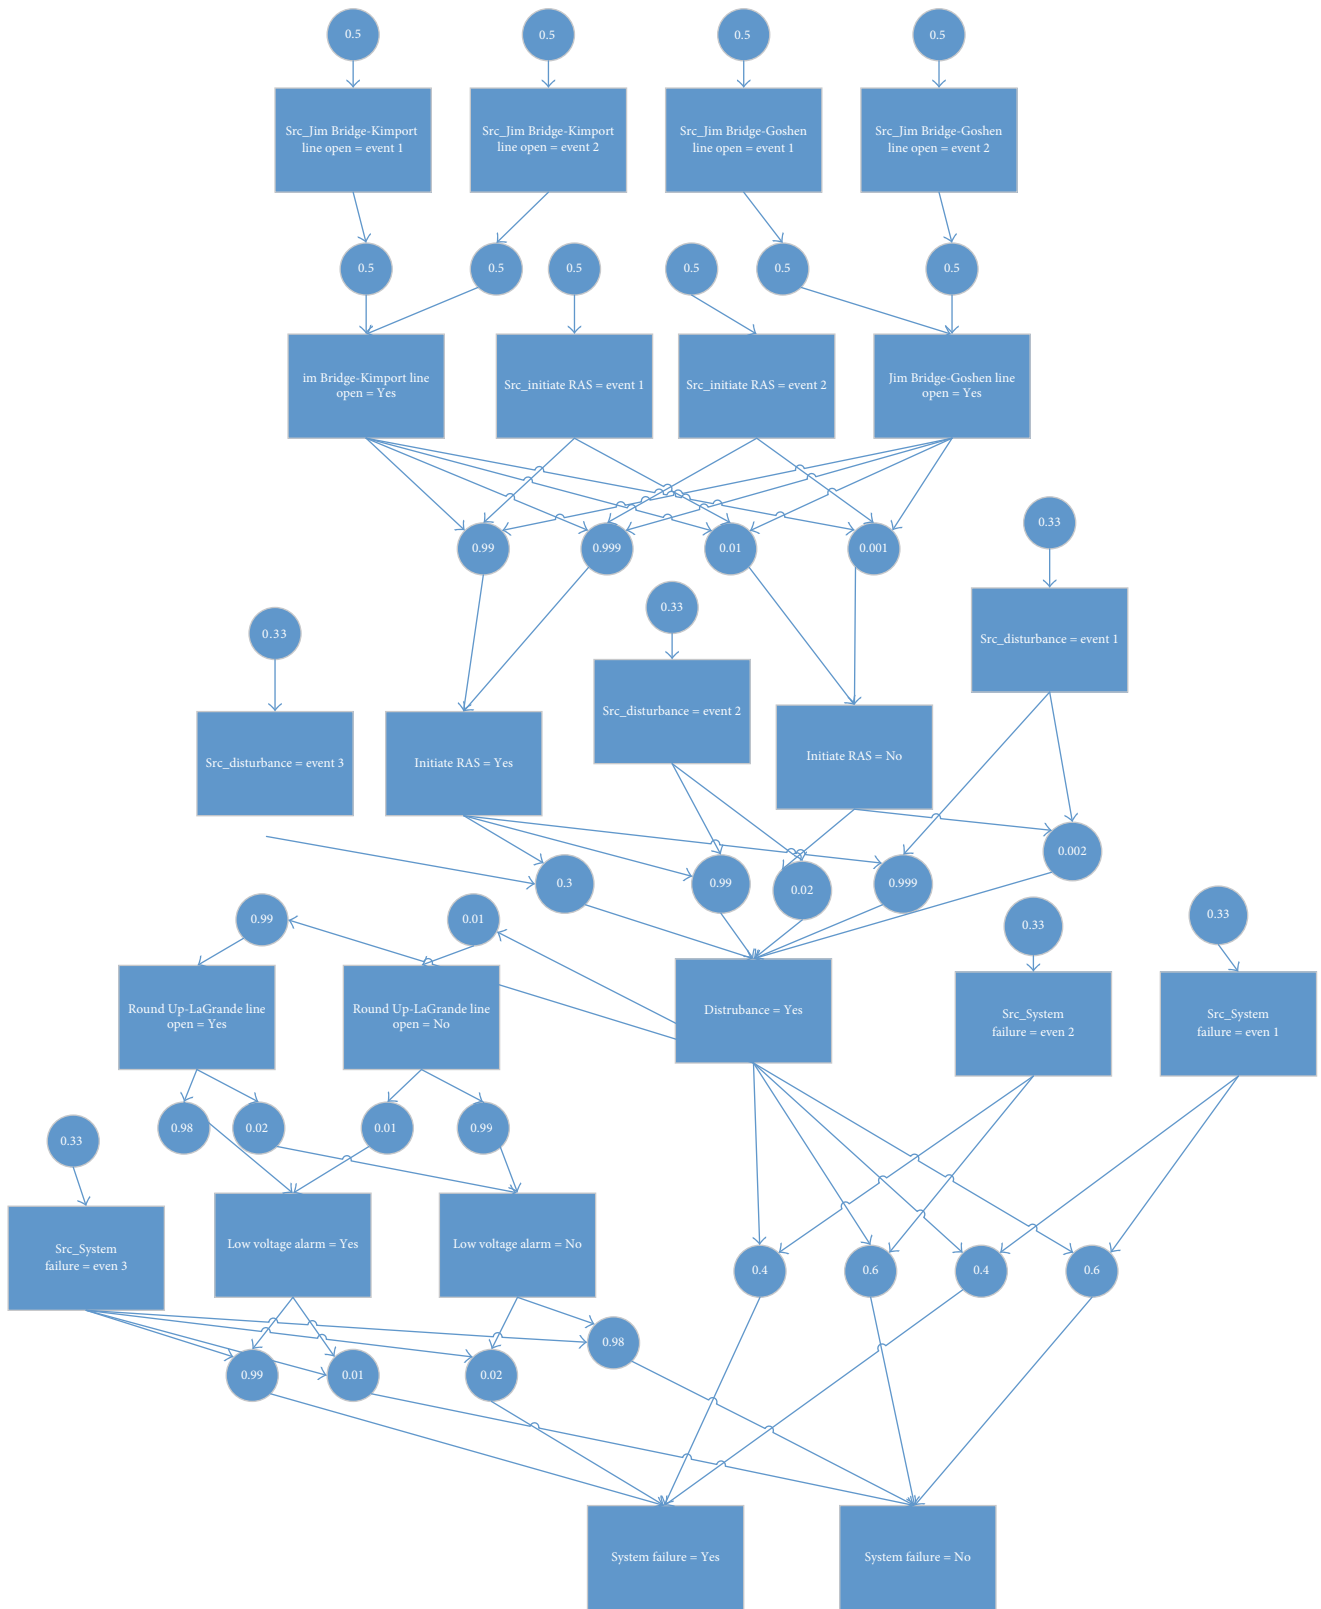 0.5
0.5
0.5
0.5
Src_Jim Bridge-Kimport
line open = event 1
Src_Jim Bridge-Kimport
line open = event 2
Src_Jim Bridge-Goshen
line open = event 1
Src_Jim Bridge-Goshen
line open = event 2
0.5
0.5
0.5
0.5
0.5
0.5
im Bridge-Kimport line
open = Yes
Src_initiate RAS = event 1
Src_initiate RAS = event 2
Jim Bridge-Goshen line
open = Yes
0.99
0.999
0.01
0.001
0.33
0.33
0.33
Src_disturbance = event 1
Src_disturbance = event 2
Src_disturbance = event 3
Initiate RAS = Yes
Initiate RAS = No
0.3
0.99
0.02
0.999
0.002
0.99
0.01
0.33
0.33
Round Up-LaGrande line
open = Yes
Round Up-LaGrande line
open = No
Distrubance = Yes
Src_System
failure = even 2
Src_System
failure = even 1
0.33
0.98
0.02
0.01
0.99
Src_System
failure = even 3
Low voltage alarm = Yes
Low voltage alarm = No
0.4
0.6
0.4
0.6
0.99
0.01
0.02
0.98
System failure = Yes
System failure = No